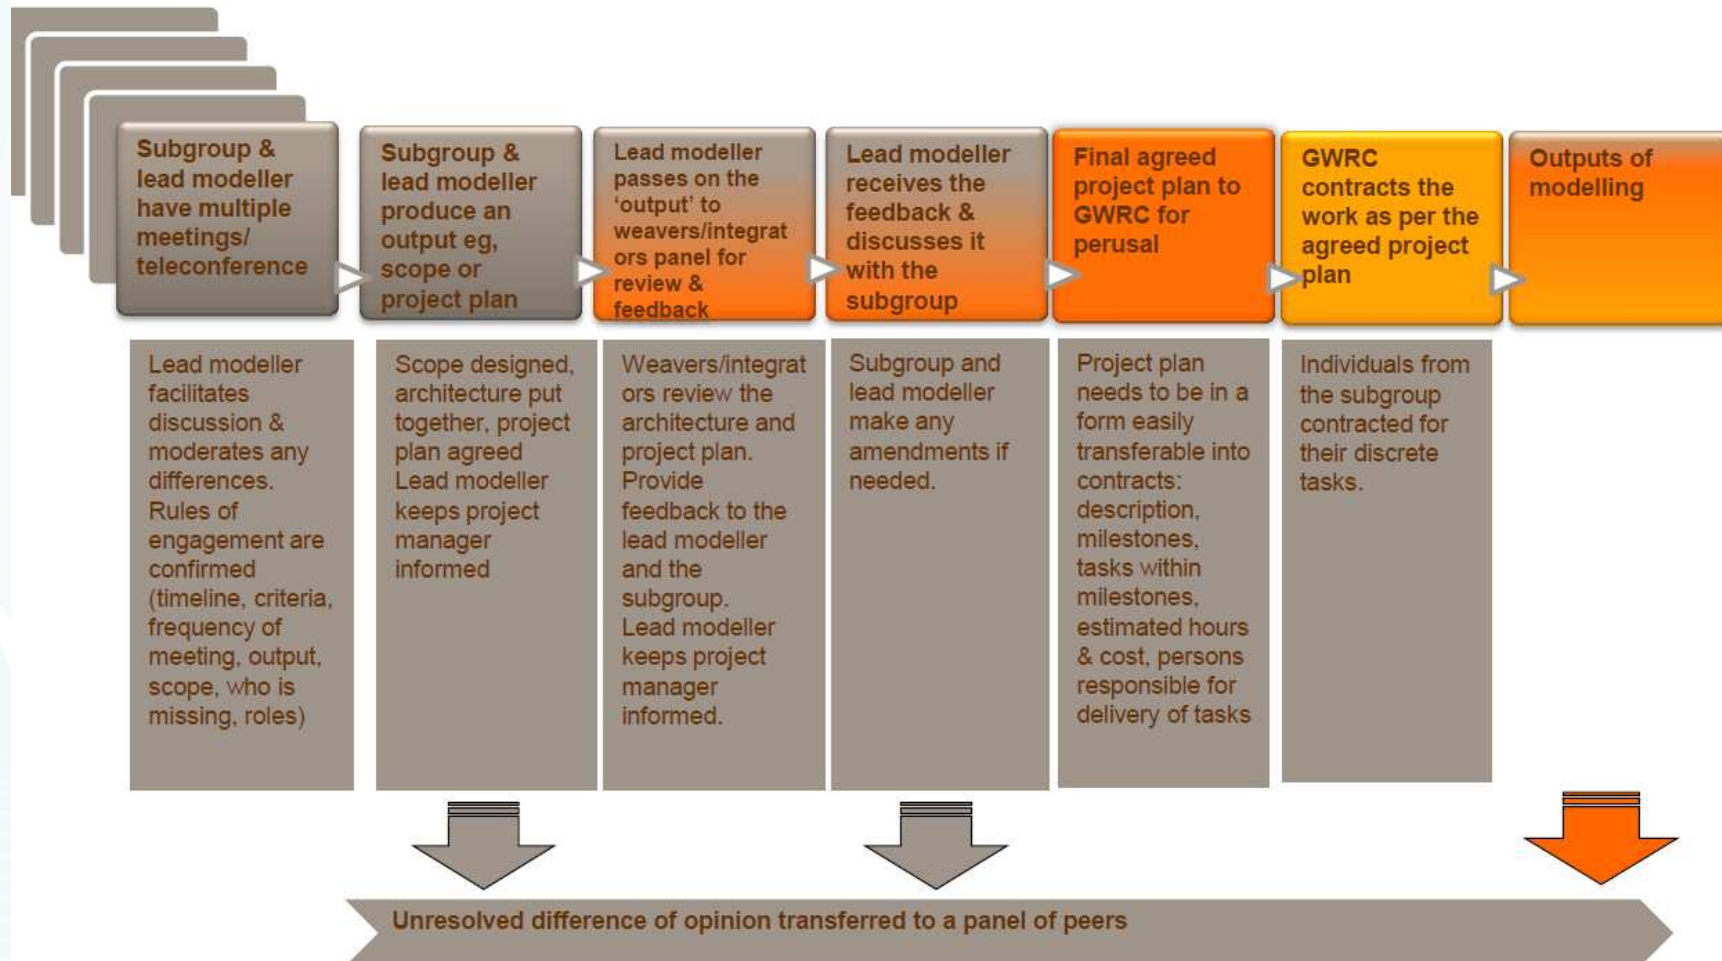 Subgroup &
lead modeller
have multiple
meetings/
teleconference
Subgroup &
lead modeller
produce an
output eg,
scope or
project plan
Lead modeller
passes on the
‘output’ to
weavers/integrat
ors panel for
review &
feedback
Lead modeller
receives the
feedback &
discusses it
with the
subgroup
Final agreed
project plan to
GWRC for
perusal
GWRC
contracts the
work as per the
agreed project
plan
Outputs of
modelling
Lead modeller
facilitates
discussion &
moderates any
differences.
Rules of
engagement are
confirmed
(timeline, criteria,
frequency of
meeting, output,
scope, who is
missing, roles)
Scope designed,
architecture put
together, project
plan agreed
Lead modeller
keeps project
manager
informed
Weavers/integrat
ors review the
architecture and
project plan.
Provide
feedback to the
lead modeller
and the
subgroup.
Lead modeller
keeps project
manager
informed.
Subgroup and
lead modeller
make any
amendments if
needed.
Project plan
needs to be in a
form easily
transferable into
contracts:
description,
milestones,
tasks within
milestones,
estimated hours
& cost, persons
responsible for
delivery of tasks
Individuals from
the subgroup
contracted for
their discrete
tasks.
Unresolved difference of opinion transferred to a panel of peers